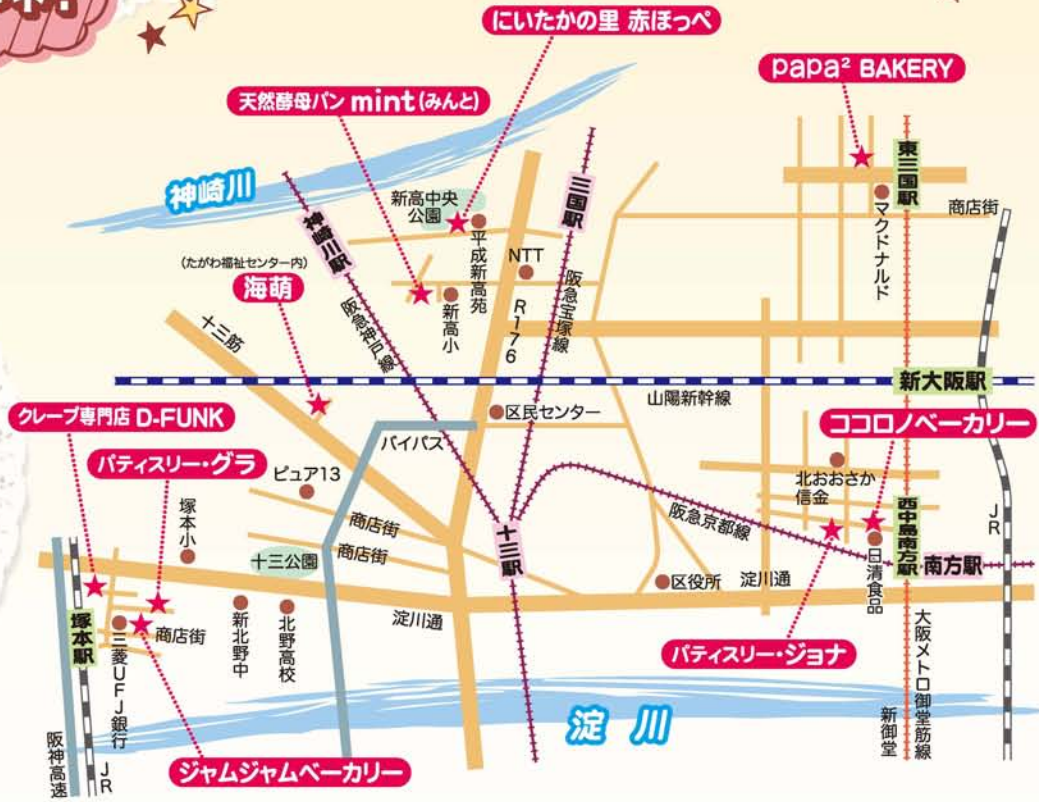 にいたかの里 赤ほっぺ
papa² BAKERY
天然酵母パン mint(みんと)
神崎川
新高中央
公園
平成新高苑
三国駅
東三国駅
商店街
マクドナルド
神崎川駅
NTT
(たがわ福祉センター内)
海萌
新高小
R176
阪急宝塚線
阪急神戸線
十三筋
新大阪駅
山陽新幹線
区民センター
クレープ専門店 D-FUNK
ココロノベーカリー
バイパス
パティスリー・グラ
ピュア13
北おおさか
信金
塚本小
商店街
商店街
阪急京都線
西中島南方駅
JR
十三公園
十三駅
南方駅
日清食品
区役所
淀川通
塚本駅
三菱UFJ銀行
商店街
新北野中
北野高校
淀川通
パティスリー・ジョナ
大阪メトロ御堂筋線
新御堂
淀川
阪神高速
JR
ジャムジャムベーカリー